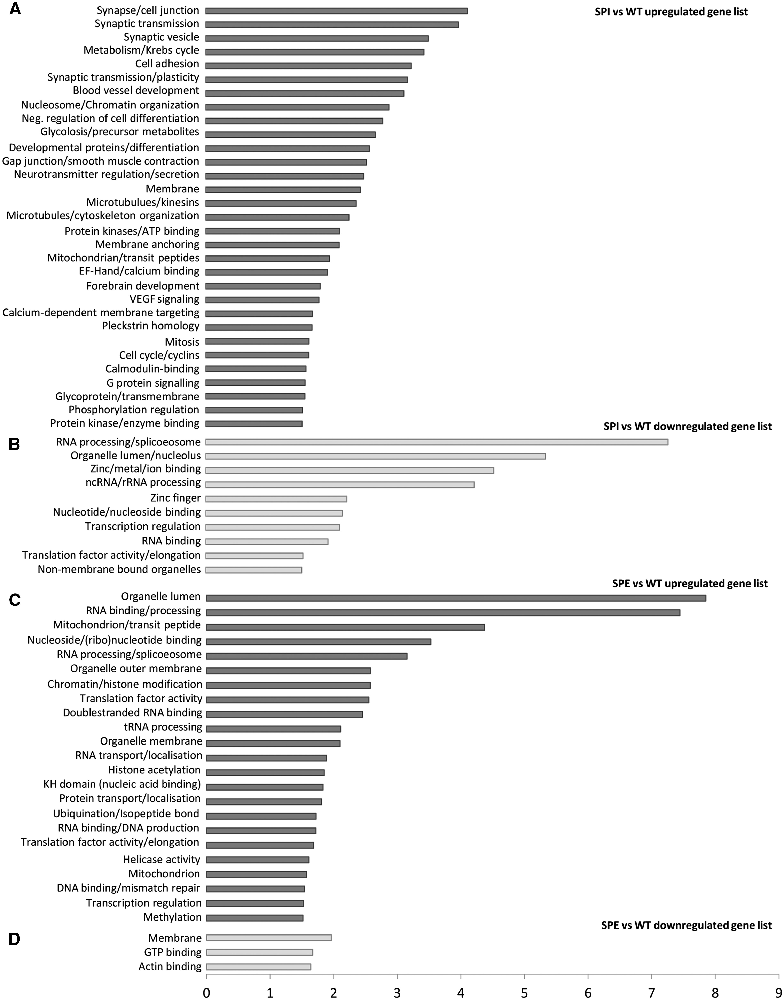 A
SPI vs WT upregulated gene list
Synapse/cell junction
Synaptic transmission
Synaptic vesicle
Metabolism/Krebs cycle
Cell adhesion
Synaptic transmission/plasticity
Blood vessel development
Nucleosome/Chromatin organization
Neg. regulation of cell differentiation
Glycolosis/precursor metabolites
Developmental proteins/differentiation
Gap junction/smooth muscle contraction
Neurotransmitter regulation/secretion
Membrane
Microtubulues/kinesins
Microtubules/cytoskeleton organization
Protein kinases/ATP binding
Membrane anchoring
Mitochondrian/transit peptides
EF-Hand/calcium binding
Forebrain development
VEGF signaling
Calcium-dependent membrane targeting
Pleckstrin homology
Mitosis
Cell cycle/cyclins
Calmodulin-binding
G protein signalling
Glycoprotein/transmembrane
Phosphorylation regulation
Protein kinase/enzyme binding
SPI vs WT downregulated gene list
B
RNA processing/splicoeosome
Organelle lumen/nucleolus
Zinc/metal/ion binding
ncRNA/rRNA processing
Zinc finger
Nucleotide/nucleoside binding
Transcription regulation
RNA binding
Translation factor activity/elongation
Non-membrane bound organelles
SPE vs WT upregulated gene list
C
Organelle lumen
RNA binding/processing
Mitochondrion/transit peptide
Nucleoside/(ribo)nucleotide binding
RNA processing/splicoeosome
Organelle outer membrane
Chromatin/histone modification
Translation factor activity
Doublestranded RNA binding
tRNA processing
Organelle membrane
RNA transport/localisation
Histone acetylation
KH domain (nucleic acid binding)
Protein transport/localisation
Ubiquination/Isopeptide bond
RNA binding/DNA production
Translation factor activity/elongation
Helicase activity
Mitochondrion
DNA binding/mismatch repair
Transcription regulation
Methylation
SPE vs WT downregulated gene list
D
Membrane
GTP binding
Actin binding
0 1 2 3 4 5 6 7 8 9